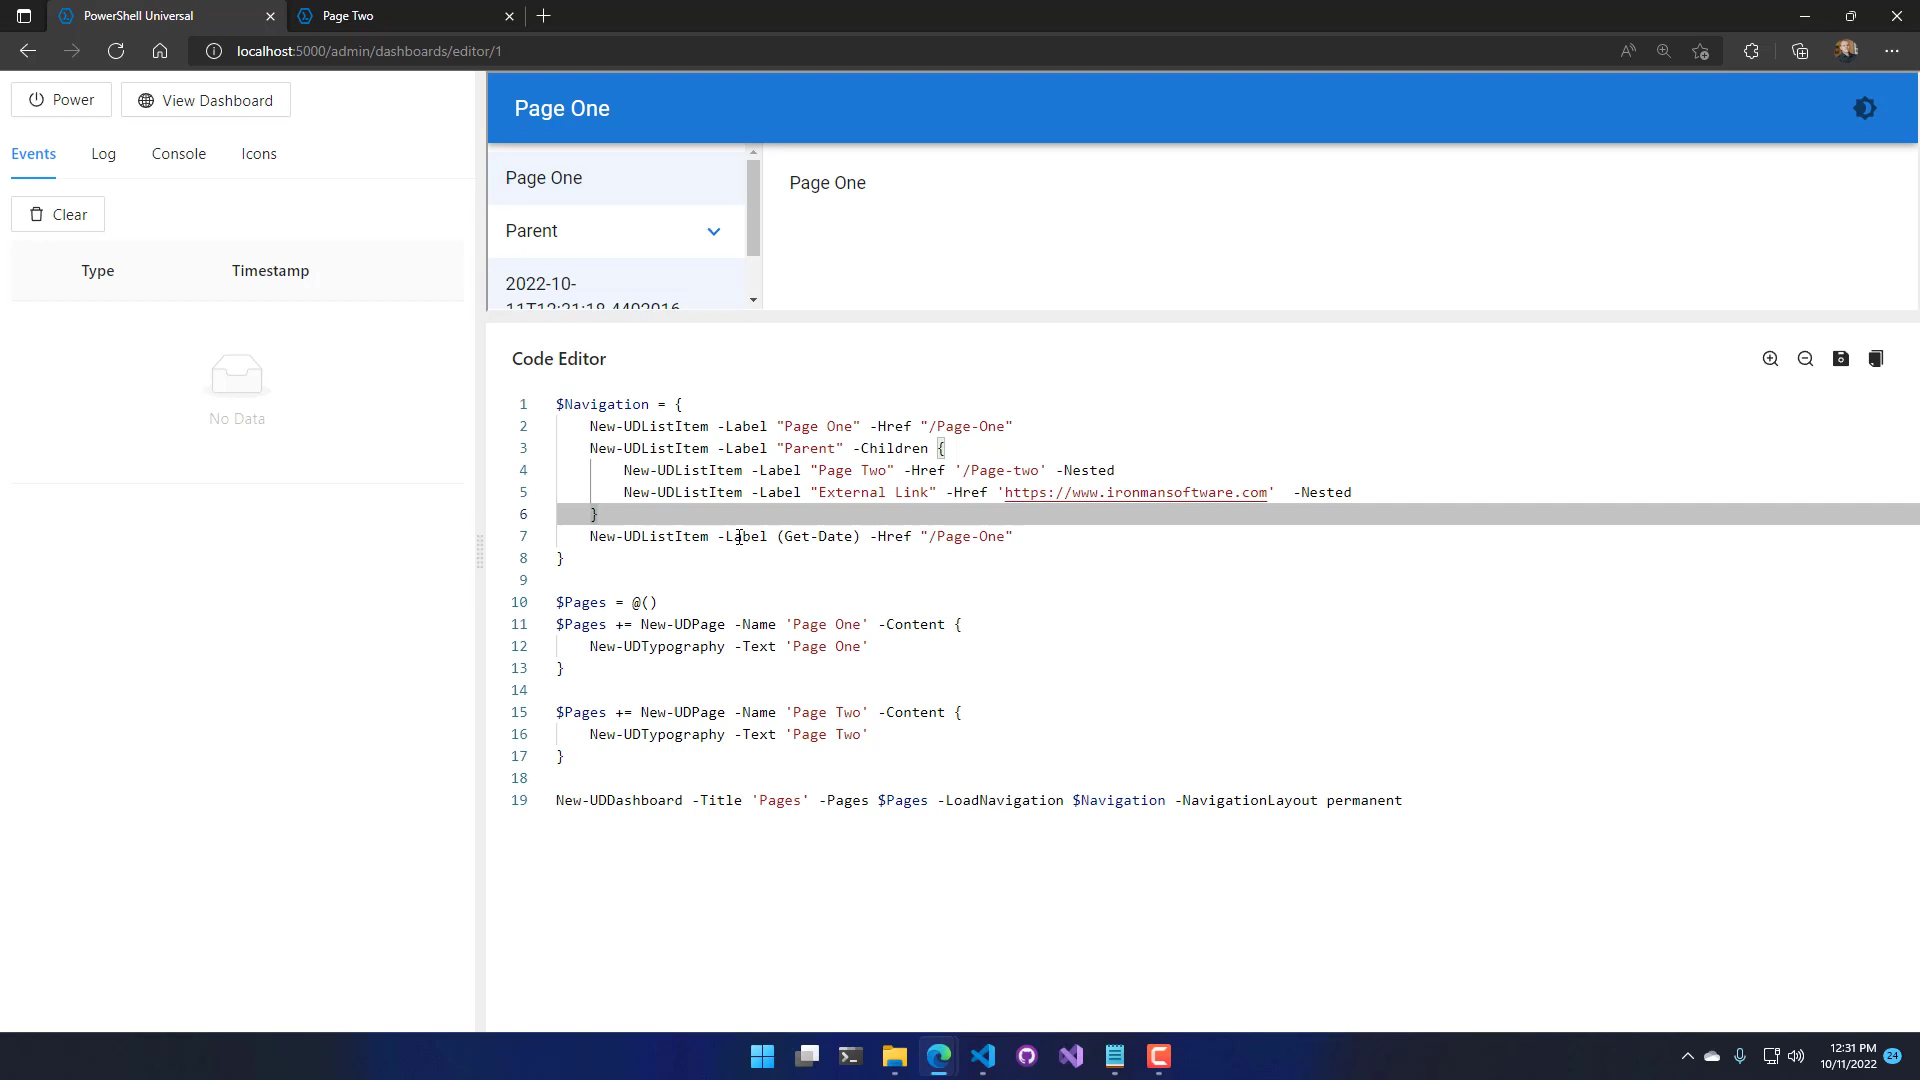 PowerShell Universal
Page Two
localhost:5000/admin/dashboards/editor/1
Power
View Dashboard
Events
Log
Console
Icons
Clear
Type
Timestamp
No Data
Page One
Page One
Parent
2022-10-
11T12:31:18.4402016
Page One
Code Editor
1 $Navigation = {
2 New-UDListItem -Label "Page One" -Href "/Page-One"
3 New-UDListItem -Label "Parent" -Children {
4 New-UDListItem -Label "Page Two" -Href '/Page-two' -Nested
5 New-UDListItem -Label "External Link" -Href 'https://www.ironmansoftware.com'  -Nested
6 }
7 New-UDListItem -Label (Get-Date) -Href "/Page-One"
8 }
9
10 $Pages = @()
11 $Pages += New-UDPage -Name 'Page One' -Content {
12 New-UDTypography -Text 'Page One'
13 }
14
15 $Pages += New-UDPage -Name 'Page Two' -Content {
16 New-UDTypography -Text 'Page Two'
17 }
18
19 New-UDDashboard -Title 'Pages' -Pages $Pages -LoadNavigation $Navigation -NavigationLayout permanent
12:31 PM
10/11/2022
24